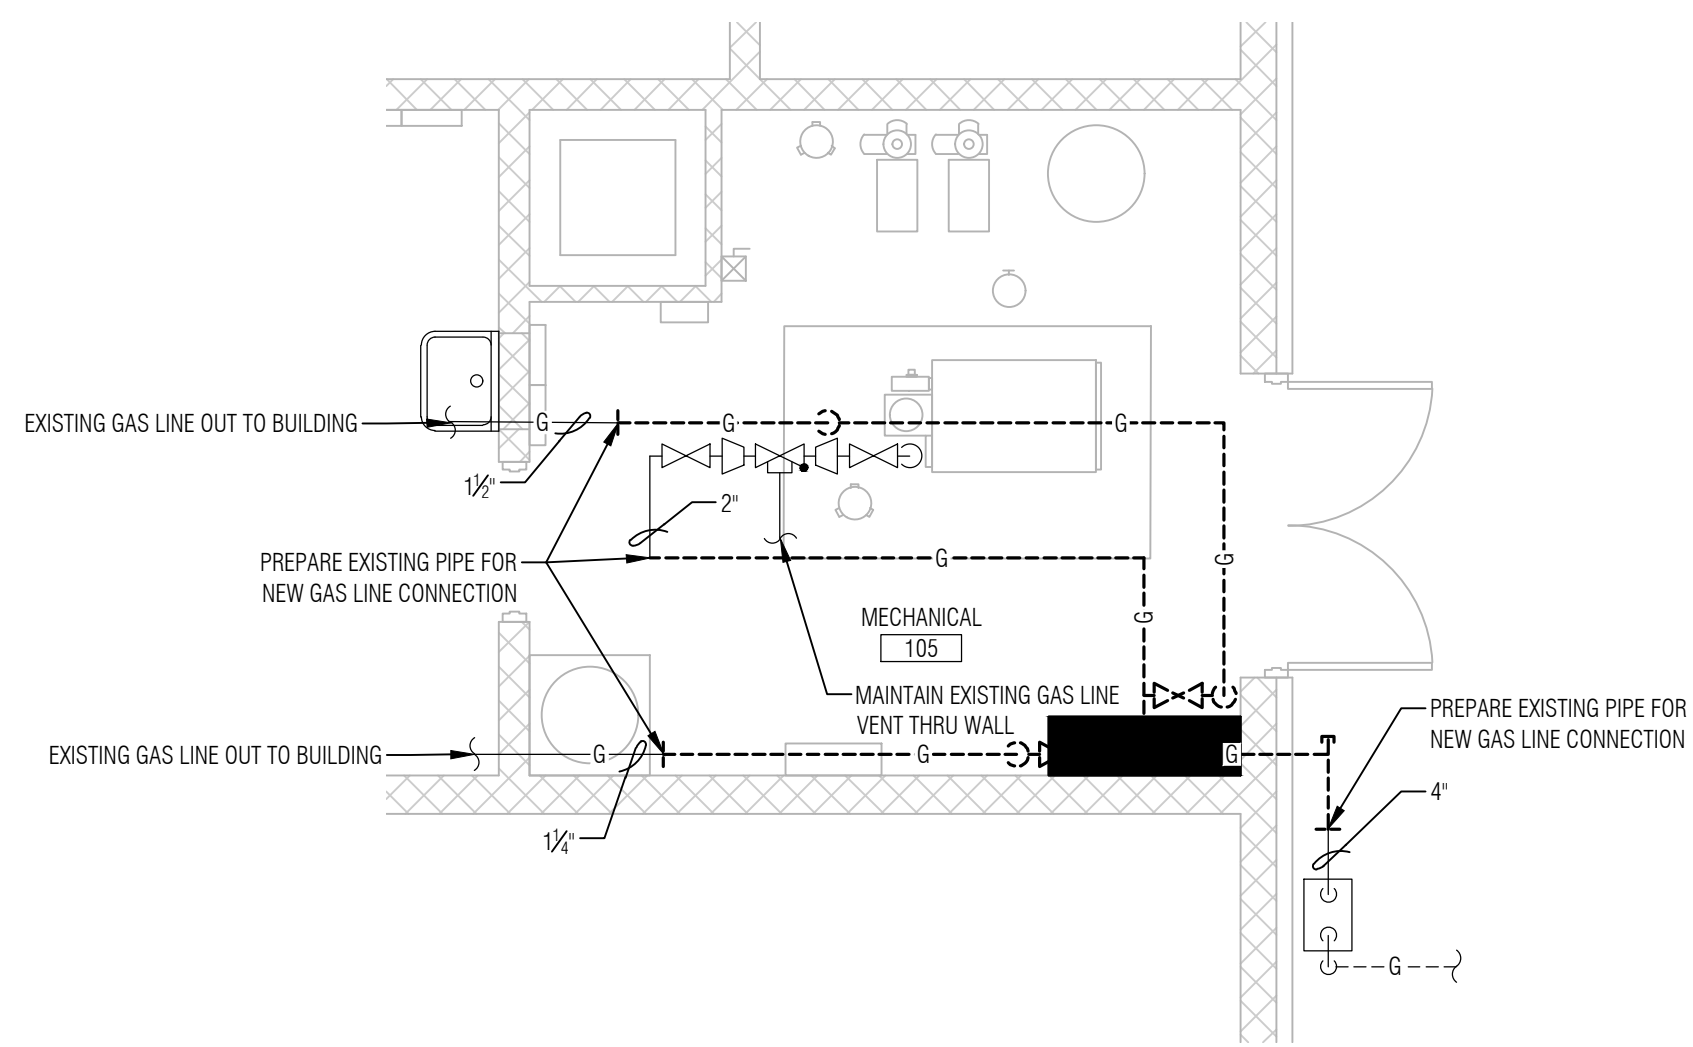 EXISTING GAS LINE OUT TO BUILDING
G
G
G
1½"
2"
PREPARE EXISTING PIPE FOR
NEW GAS LINE CONNECTION
G
G
G
MECHANICAL
105
MAINTAIN EXISTING GAS LINE
VENT THRU WALL
PREPARE EXISTING PIPE FOR
NEW GAS LINE CONNECTION
EXISTING GAS LINE OUT TO BUILDING
G
G
G
4"
1¼"
G